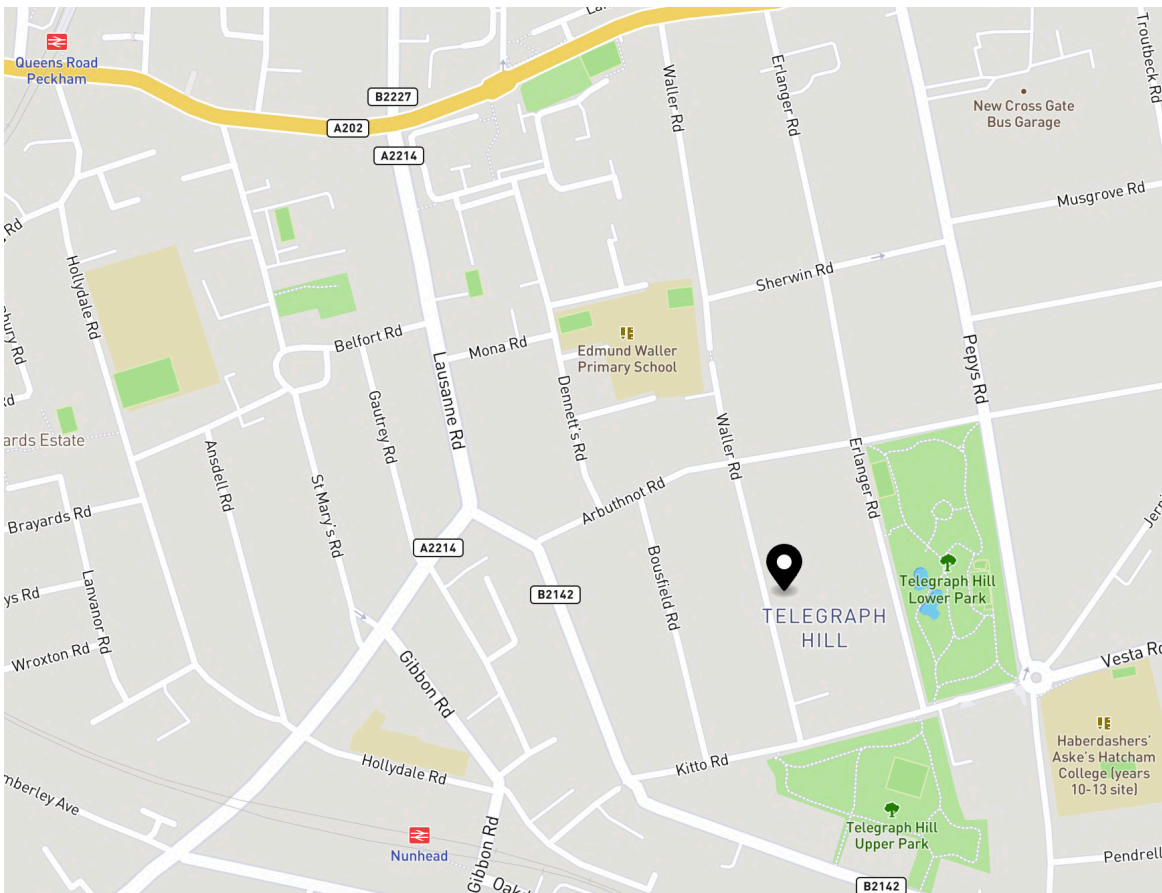 Queens Road
Peckham
B2227
A202
A2214
Waller Rd
Erlanger Rd
Troutbeck Rd
New Cross Gate
Bus Garage
Musgrove Rd
Hollydale Rd
Sherwin Rd
Belfort Rd
Mona Rd
Edmund Waller
Primary School
Pepys Rd
Lausanne Rd
Gautrey Rd
Dennett's Rd
Waller Rd
ards Estate
Ansdell Rd
Erlanger Rd
St Mary's Rd
Arbuthnot Rd
Brayards Rd
A2214
Bousfield Rd
Lanvanor Rd
B2142
Telegraph Hill
Lower Park
TELEGRAPH
HILL
Wroxton Rd
Gibbon Rd
Vesta Rd
Haberdashers'
Aske's Hatcham
College (years
10-13 site)
Kitto Rd
Hollydale Rd
mberley Ave
Telegraph Hill
Upper Park
Nunhead
Gibbon Rd
Pendrell
B2142